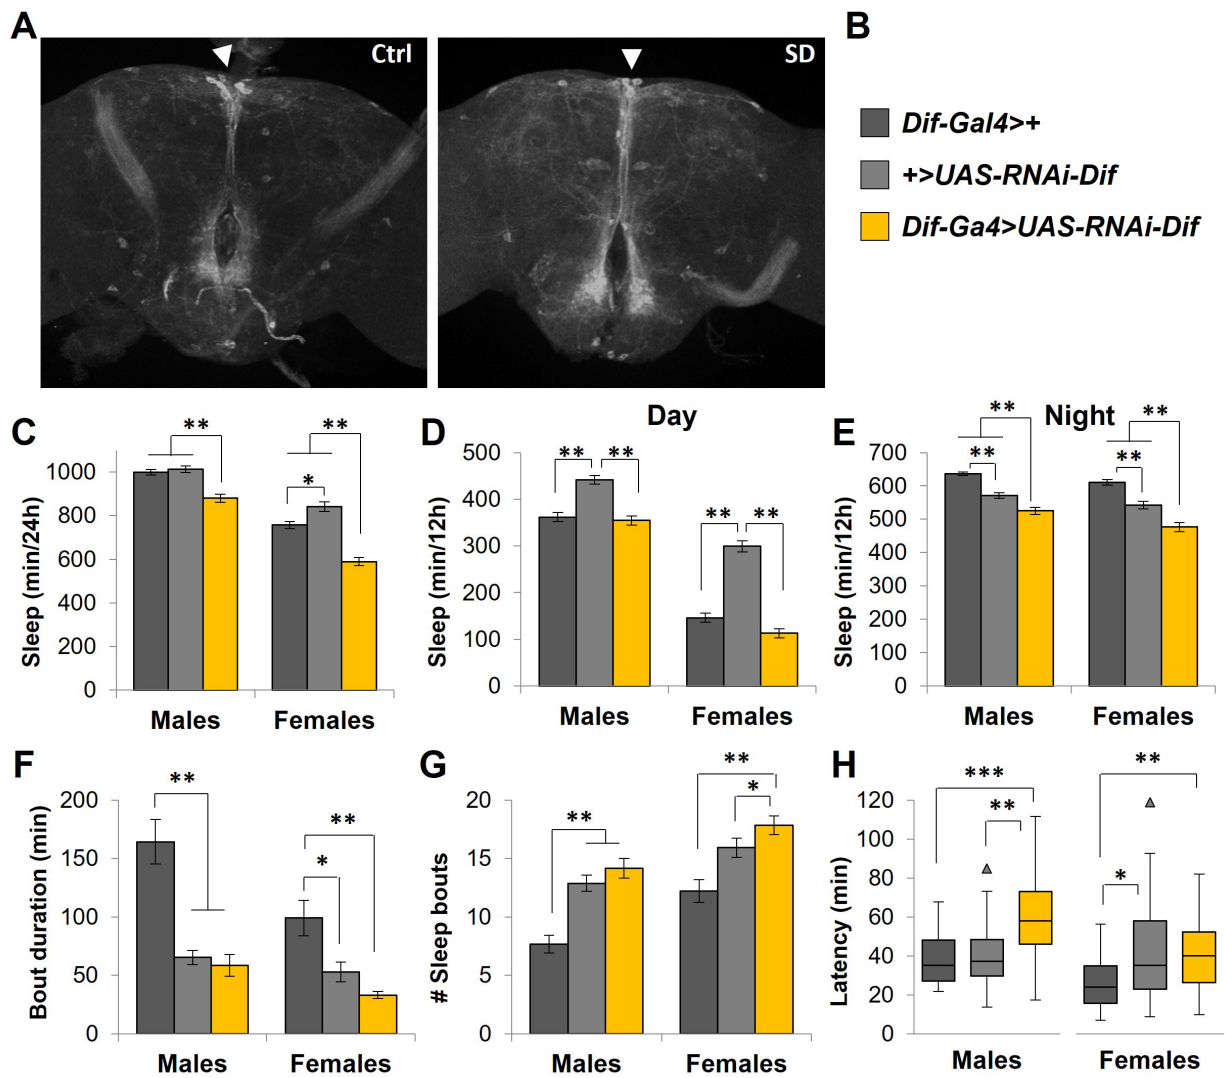 A
Ctrl
SD
B
Dif-Gal4>+
+>UAS-RNAi-Dif
Dif-Ga4>UAS-RNAi-Dif
C
Sleep (min/24h)
1000
800
600
400
200
0
**
*
**
Males
Females
D
Day
Sleep (min/12h)
500
400
300
200
100
0
**
**
**
**
Males
Females
E
Night
Sleep (min/12h)
700
600
500
400
300
200
100
0
**
**
**
**
Males
Females
F
Bout duration (min)
200
150
100
50
0
**
**
*
Males
Females
G
# Sleep bouts
20
15
10
5
0
**
**
*
Males
Females
H
Latency (min)
120
100
80
60
40
20
0
***
**
**
*
Males
Females